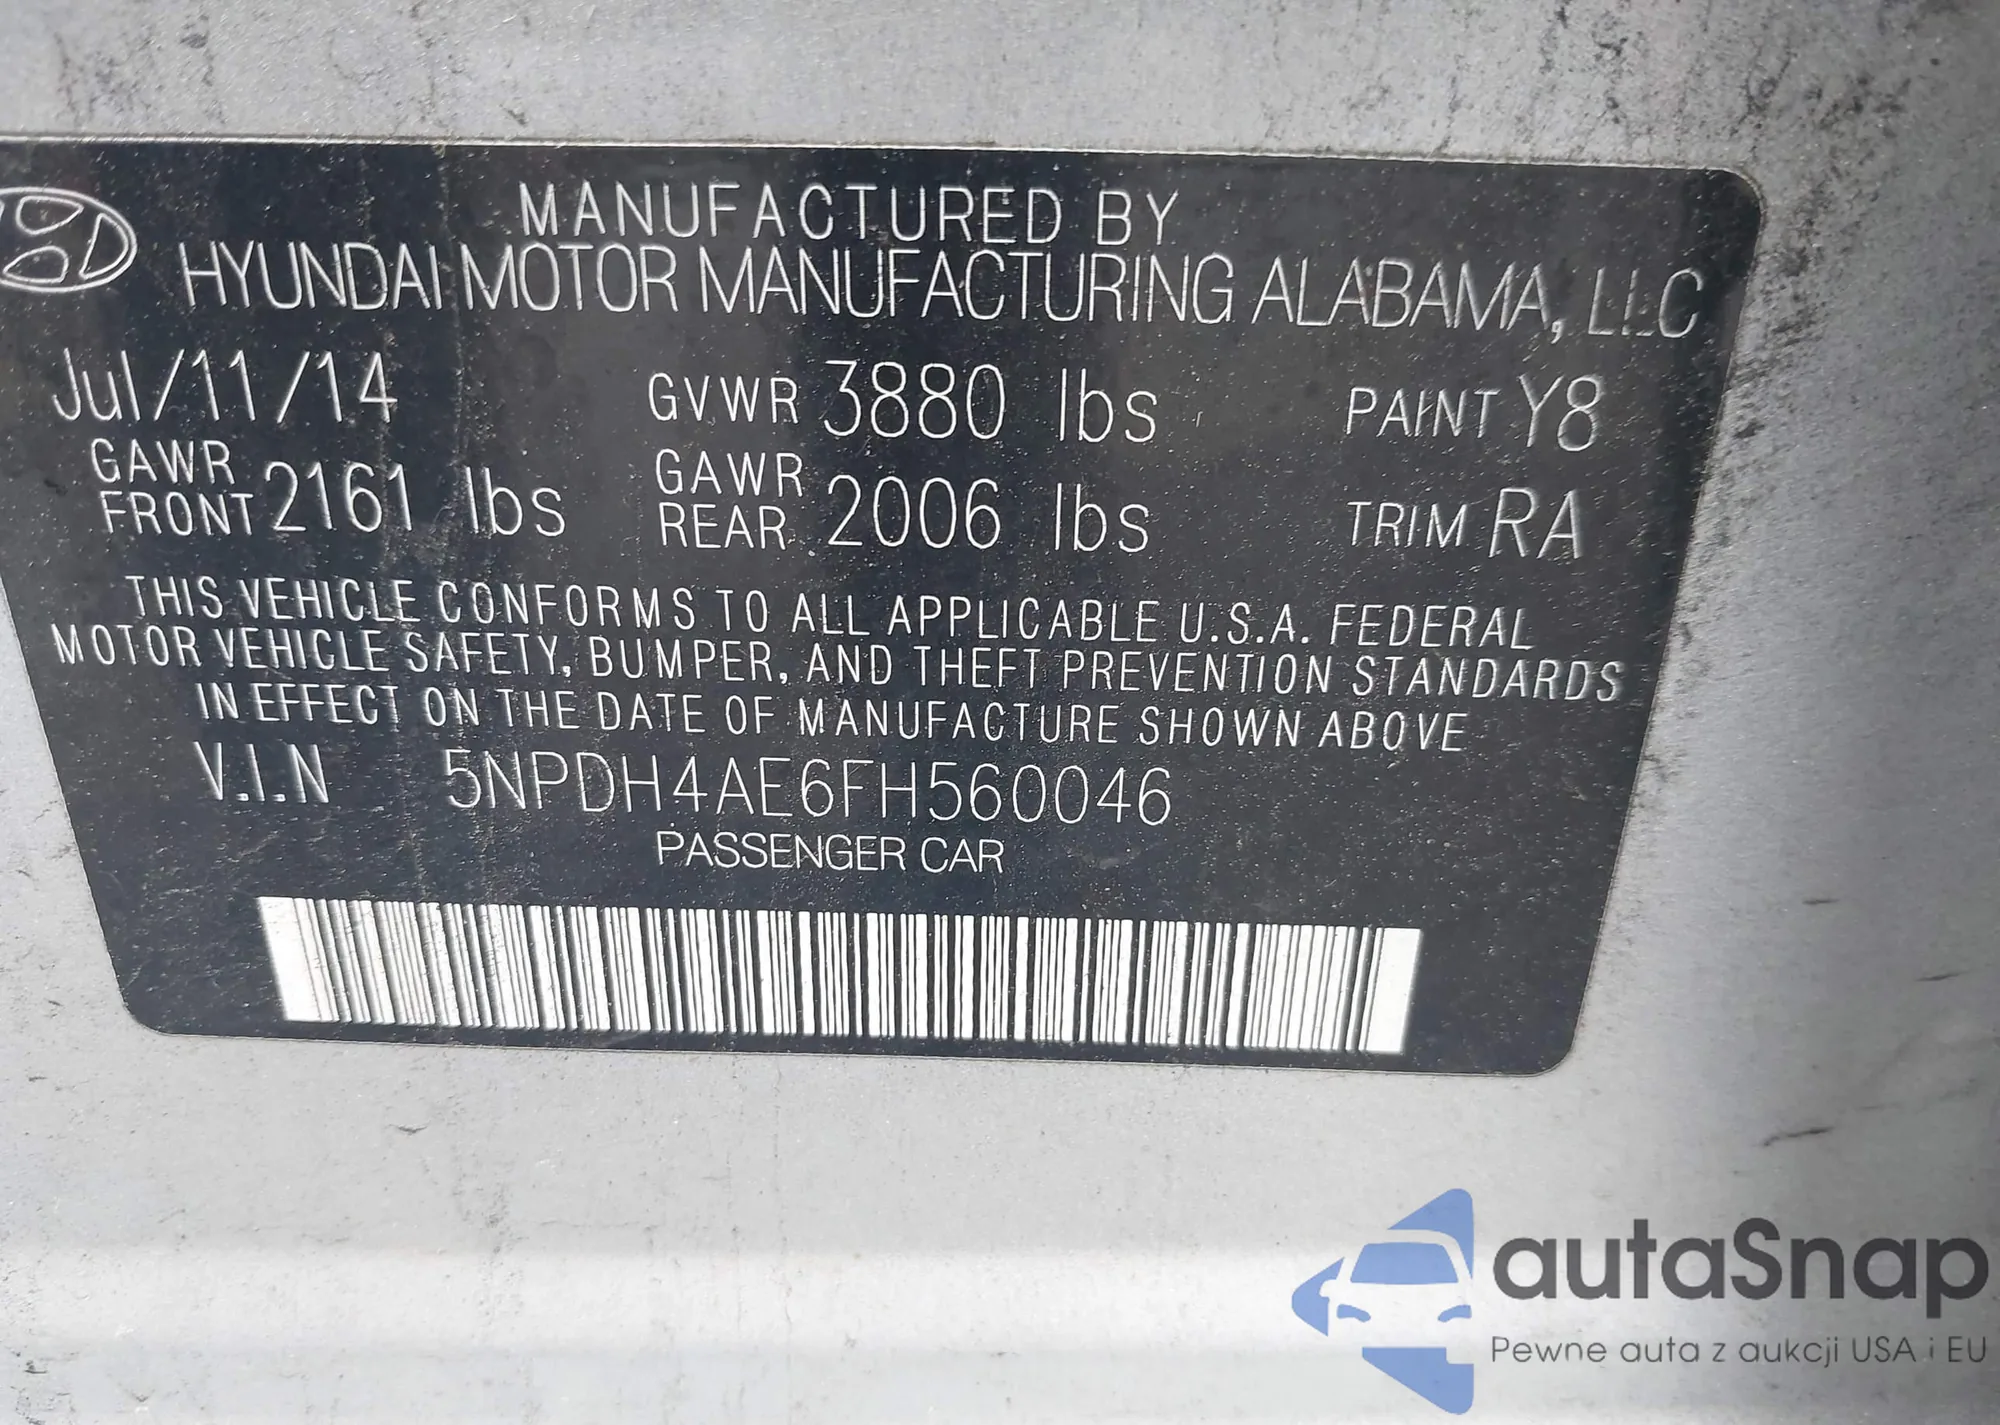 MANUFACTURED BY
HYUNDAI MOTOR MANUFACTURING ALABAMA, LLC
Jul/11/14 GVWR 3880 lbs PAINT Y8
GAWR FRONT 2161 lbs GAWR REAR 2006 lbs TRIM RA
THIS VEHICLE CONFORMS TO ALL APPLICABLE U.S.A. FEDERAL
MOTOR VEHICLE SAFETY, BUMPER, AND THEFT PREVENTION STANDARDS
IN EFFECT ON THE DATE OF MANUFACTURE SHOWN ABOVE
V.I.N 5NPDH4AE6FH560046
PASSENGER CAR
autaSnap
Pewne auta z aukcji USA i EU